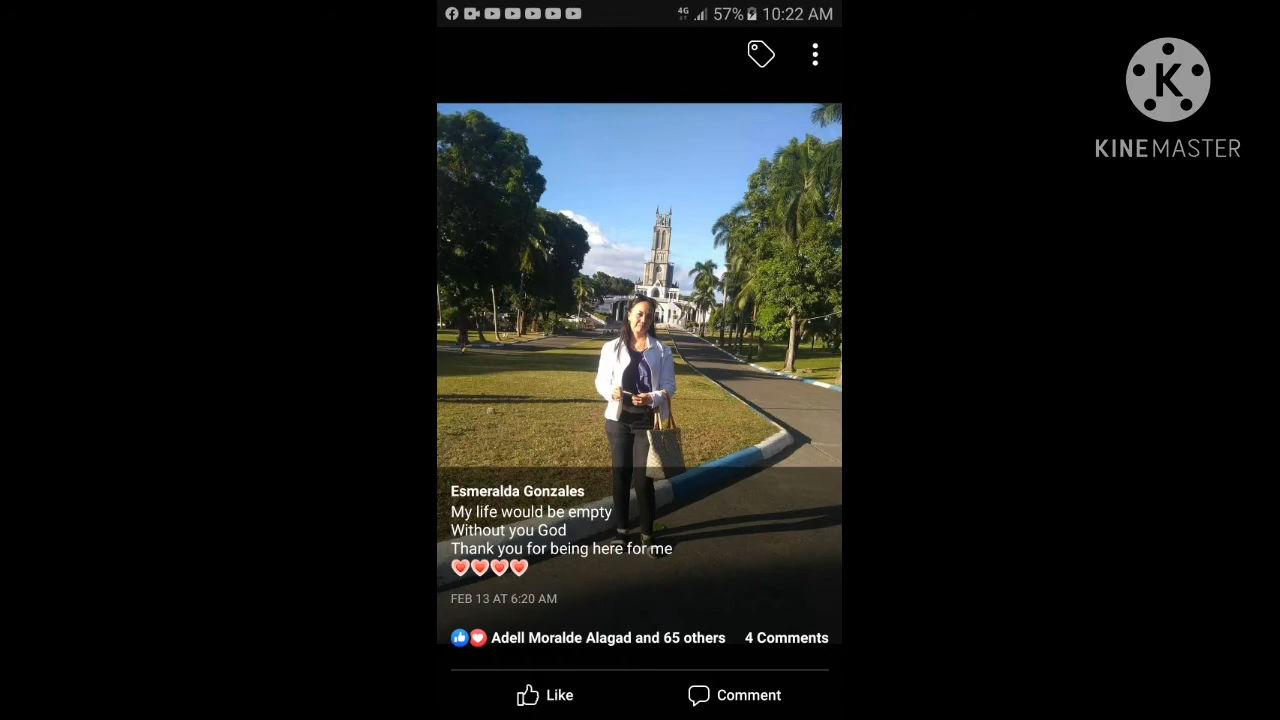 4G 57% 10:22 AM
K
KINEMASTER
Esmeralda Gonzales
My life would be empty
Without you God
Thank you for being here for me
FEB 13 AT 6:20 AM
Adell Moralde Alagad and 65 others 4 Comments
Like Comment